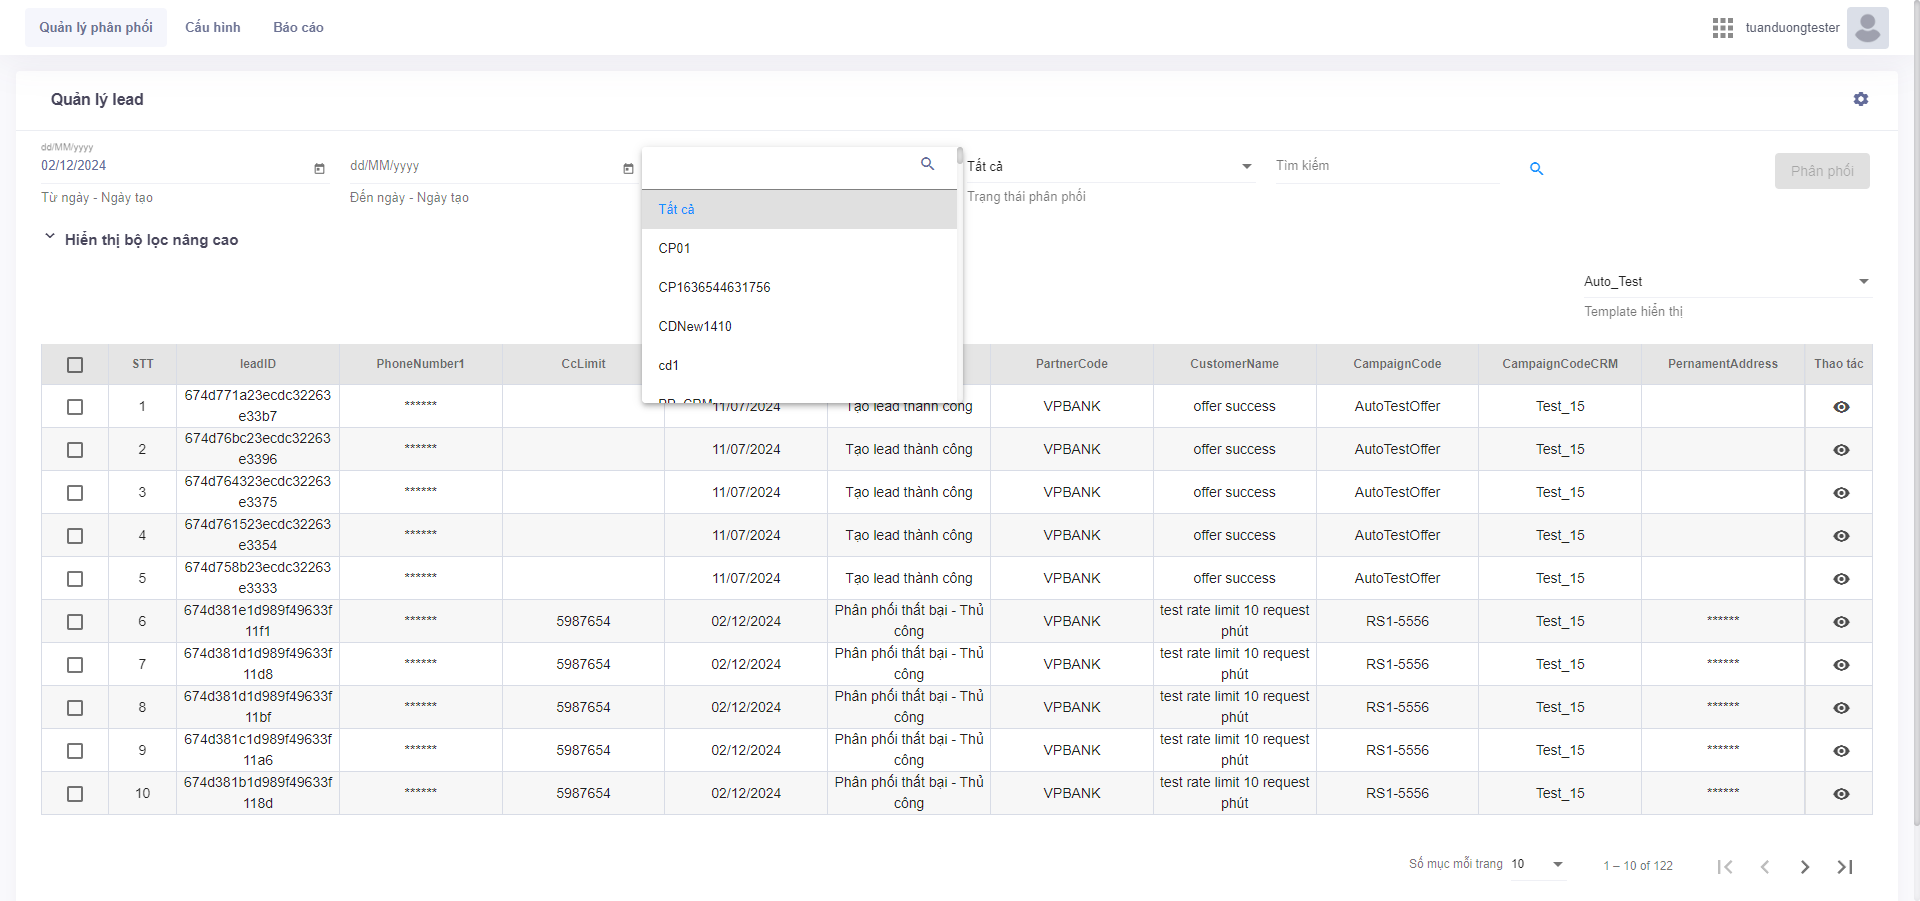 Quản lý phân phối Cấu hình Báo cáo tuanduongtester
Quản lý lead
dd/MM/yyyy
02/12/2024 dd/MM/yyyy Tất cả Tìm kiếm Phân phối
Từ ngày - Ngày tạo Đến ngày - Ngày tạo Trạng thái phân phối
Tất cả
Hiển thị bộ lọc nâng cao
CP01
CP1636544631756
Auto_Test
Template hiển thị
CDNew1410
cd1
STT leadID PhoneNumber1 CcLimit PartnerCode CustomerName CampaignCode CampaignCodeCRM PernamentAddress Thao tác
1 674d771a23ecdc32263e33b7 ****** 11/07/2024 Tạo lead thành công VPBANK offer success AutoTestOffer Test_15
2 674d76bc23ecdc32263e3396 ****** 11/07/2024 Tạo lead thành công VPBANK offer success AutoTestOffer Test_15
3 674d764323ecdc32263e3375 ****** 11/07/2024 Tạo lead thành công VPBANK offer success AutoTestOffer Test_15
4 674d761523ecdc32263e3354 ****** 11/07/2024 Tạo lead thành công VPBANK offer success AutoTestOffer Test_15
5 674d758b23ecdc32263e3333 ****** 11/07/2024 Tạo lead thành công VPBANK offer success AutoTestOffer Test_15
6 674d381e1d989f49633f11f1 ****** 5987654 02/12/2024 Phân phối thất bại - Thủ công VPBANK test rate limit 10 request phút RS1-5556 Test_15 ******
7 674d381d1d989f49633f11d8 ****** 5987654 02/12/2024 Phân phối thất bại - Thủ công VPBANK test rate limit 10 request phút RS1-5556 Test_15 ******
8 674d381d1d989f49633f11bf ****** 5987654 02/12/2024 Phân phối thất bại - Thủ công VPBANK test rate limit 10 request phút RS1-5556 Test_15 ******
9 674d381c1d989f49633f11a6 ****** 5987654 02/12/2024 Phân phối thất bại - Thủ công VPBANK test rate limit 10 request phút RS1-5556 Test_15 ******
10 674d381b1d989f49633f118d ****** 5987654 02/12/2024 Phân phối thất bại - Thủ công VPBANK test rate limit 10 request phút RS1-5556 Test_15 ******
Số mục mỗi trang 10 1 – 10 of 122